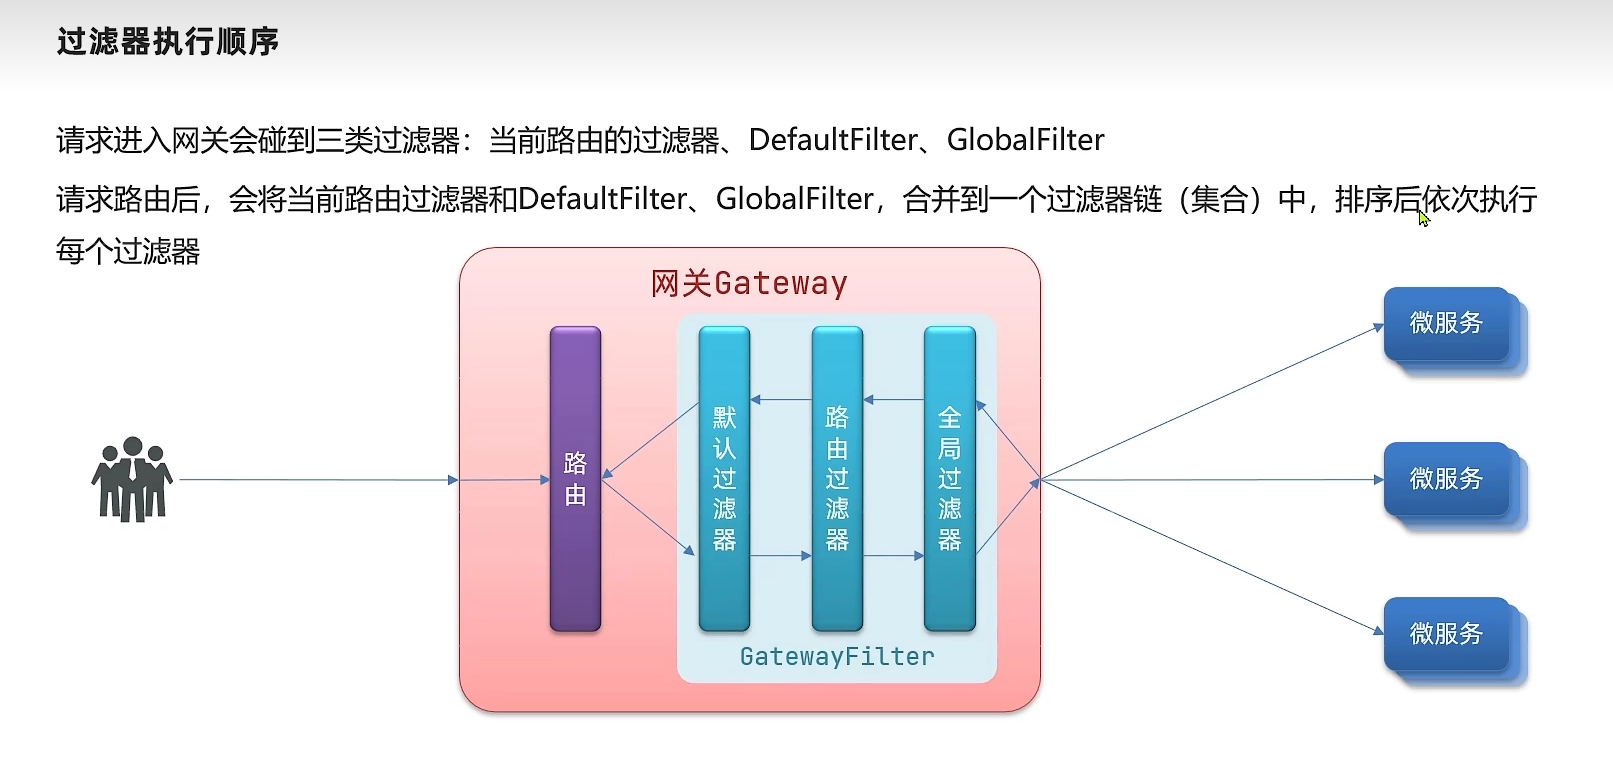 过滤器执行顺序
请求进入网关会碰到三类过滤器：当前路由的过滤器、DefaultFilter、GlobalFilter
请求路由后，会将当前路由过滤器和DefaultFilter、GlobalFilter，合并到一个过滤器链（集合）中，排序后依次执行
每个过滤器
网关Gateway
路由
默认过滤器
路由过滤器
全局过滤器
GatewayFilter
微服务
微服务
微服务